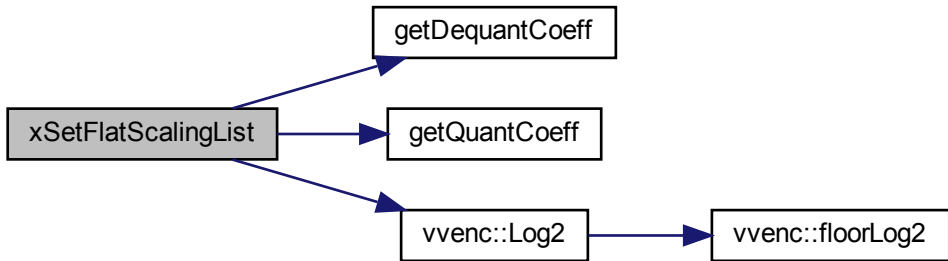 getDequantCoeff
xSetFlatScalingList
getQuantCoeff
vvenc::Log2
vvenc::floorLog2